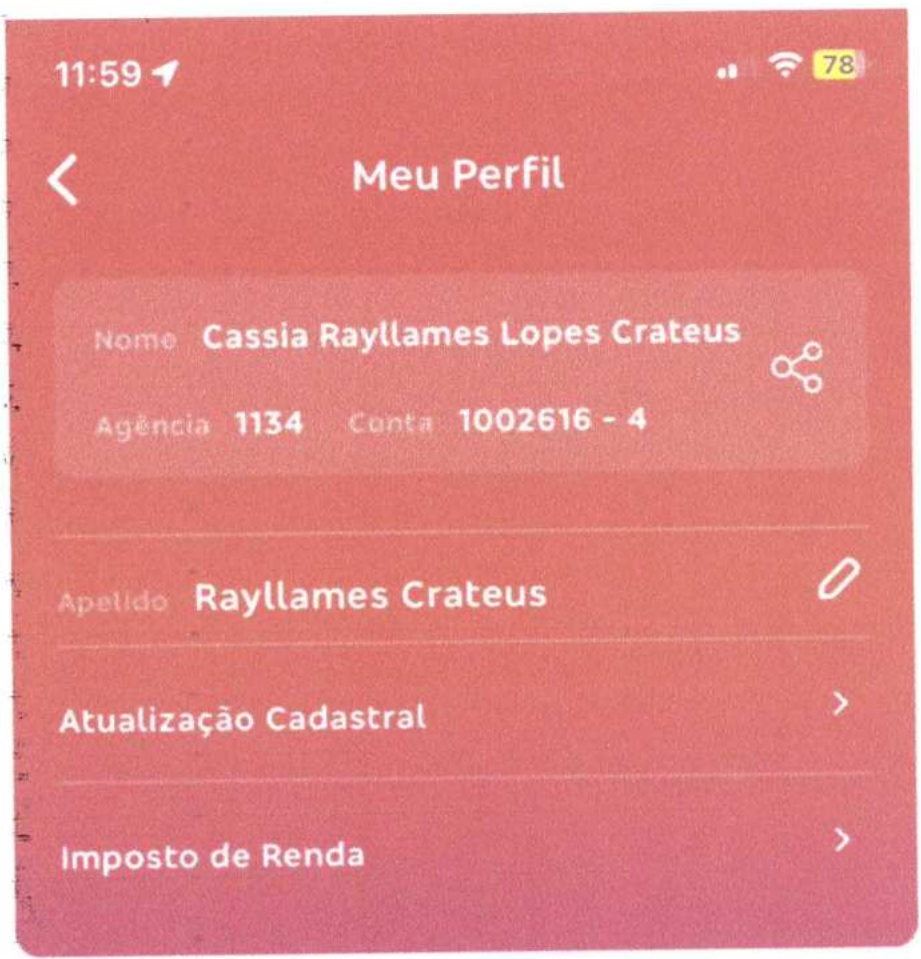 11:59
78
Meu Perfil
Nome Cassia Rayllames Lopes Crateus
Agência 1134 Conta 1002616 - 4
Apelido Rayllames Crateus
Atualização Cadastral
Imposto de Renda